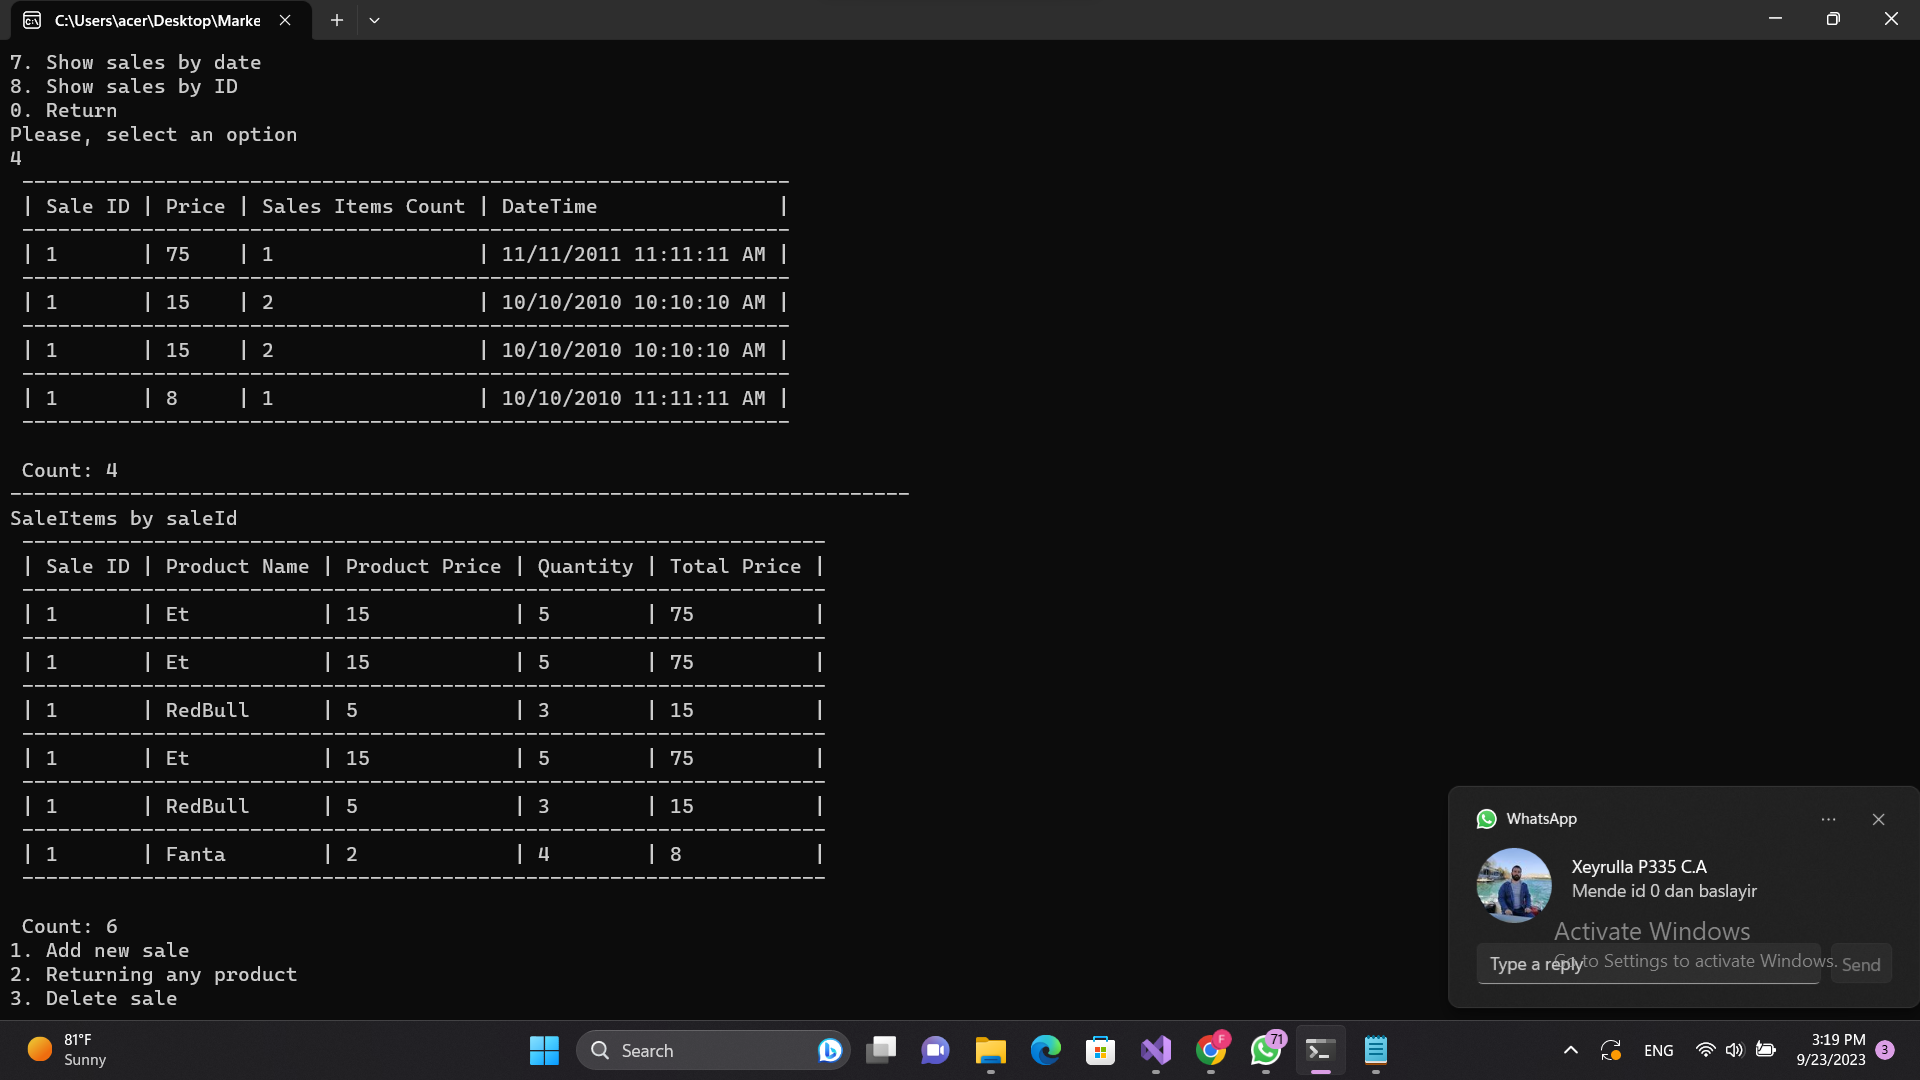 C:\Users\acer\Desktop\Marke
7. Show sales by date
8. Show sales by ID
0. Return
Please, select an option
4
----------------------------------------------------------------
| Sale ID | Price | Sales Items Count | DateTime               |
----------------------------------------------------------------
| 1       | 75    | 1                 | 11/11/2011 11:11:11 AM |
----------------------------------------------------------------
| 1       | 15    | 2                 | 10/10/2010 10:10:10 AM |
----------------------------------------------------------------
| 1       | 15    | 2                 | 10/10/2010 10:10:10 AM |
----------------------------------------------------------------
| 1       | 8     | 1                 | 10/10/2010 11:11:11 AM |
----------------------------------------------------------------
Count: 4
---------------------------------------------------------------------------
SaleItems by saleId
-------------------------------------------------------------------
| Sale ID | Product Name | Product Price | Quantity | Total Price |
-------------------------------------------------------------------
| 1       | Et           | 15            | 5        | 75          |
-------------------------------------------------------------------
| 1       | Et           | 15            | 5        | 75          |
-------------------------------------------------------------------
| 1       | RedBull      | 5             | 3        | 15          |
-------------------------------------------------------------------
| 1       | Et           | 15            | 5        | 75          |
-------------------------------------------------------------------
| 1       | RedBull      | 5             | 3        | 15          |
-------------------------------------------------------------------
| 1       | Fanta        | 2             | 4        | 8           |
-------------------------------------------------------------------
Count: 6
1. Add new sale
2. Returning any product
3. Delete sale
WhatsApp
Xeyrulla P335 C.A
Mende id 0 dan baslayir
Activate Windows
Go to Settings to activate Windows.
Type a reply
Send
81°F
Sunny
Search
F
71
ENG
3:19 PM
9/23/2023
3